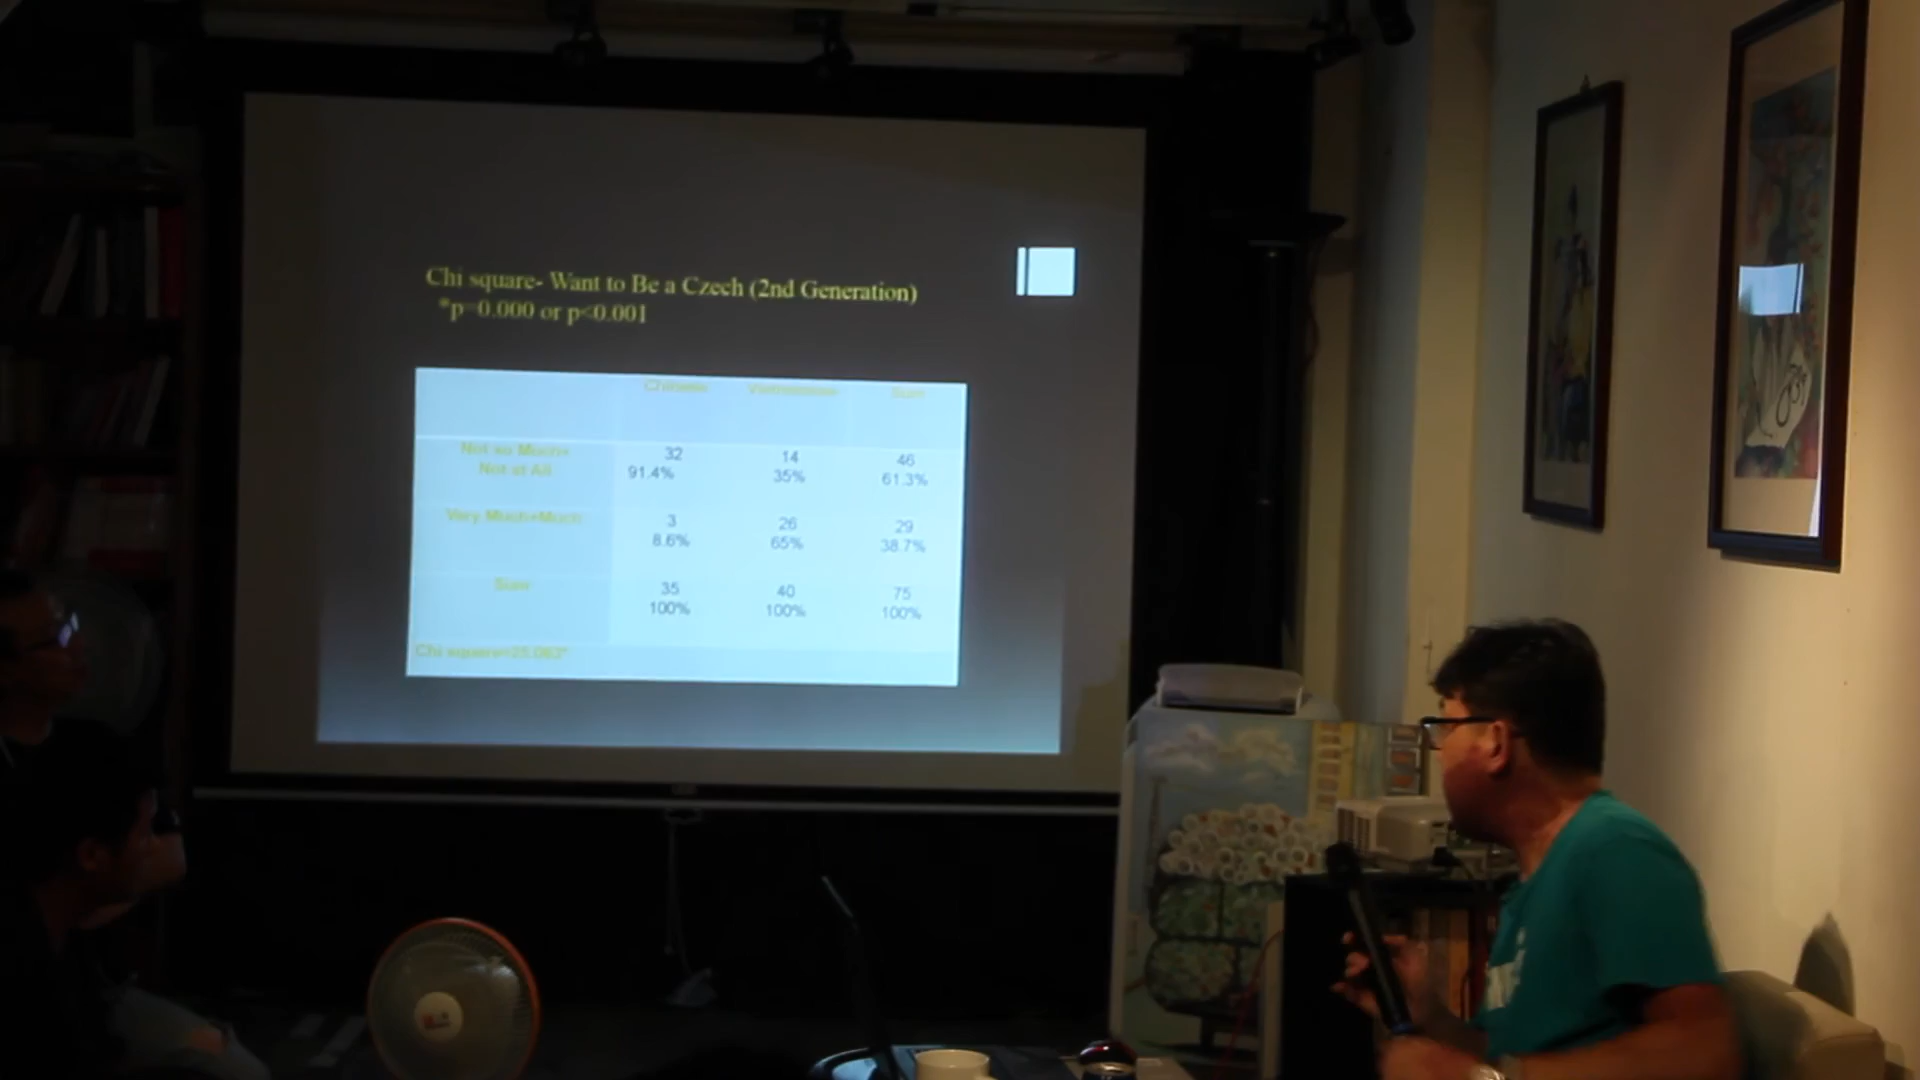 Chi square- Want to Be a Czech (2nd Generation)
*p=0.000 or p<0.001
Chinese Vietnamese Sum
Not so Much+ 32 14 46
Not at All 91.4% 35% 61.3%
Very Much+Much 3 26 29
8.6% 65% 38.7%
Sum 35 40 75
100% 100% 100%
Chi square=25.083*